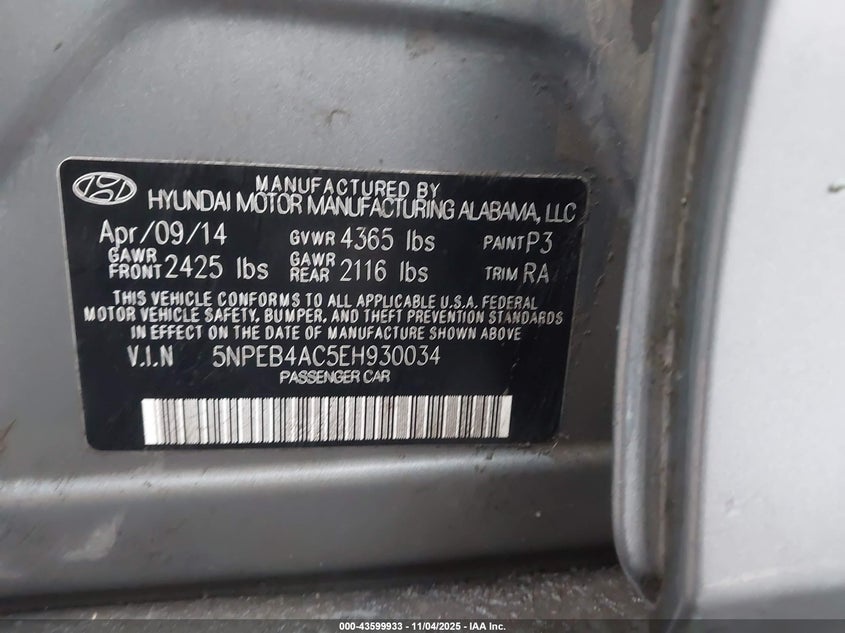 MANUFACTURED BY
HYUNDAI MOTOR MANUFACTURING ALABAMA, LLC
Apr/09/14 GVWR 4365 lbs PAINT P3
GAWR FRONT 2425 lbs GAWR REAR 2116 lbs TRIM RA
THIS VEHICLE CONFORMS TO ALL APPLICABLE U.S.A. FEDERAL
MOTOR VEHICLE SAFETY, BUMPER, AND THEFT PREVENTION STANDARDS
IN EFFECT ON THE DATE OF MANUFACTURE SHOWN ABOVE
V.I.N 5NPEB4AC5EH930034
PASSENGER CAR
000-43599933 - 11/04/2025 - IAA Inc.